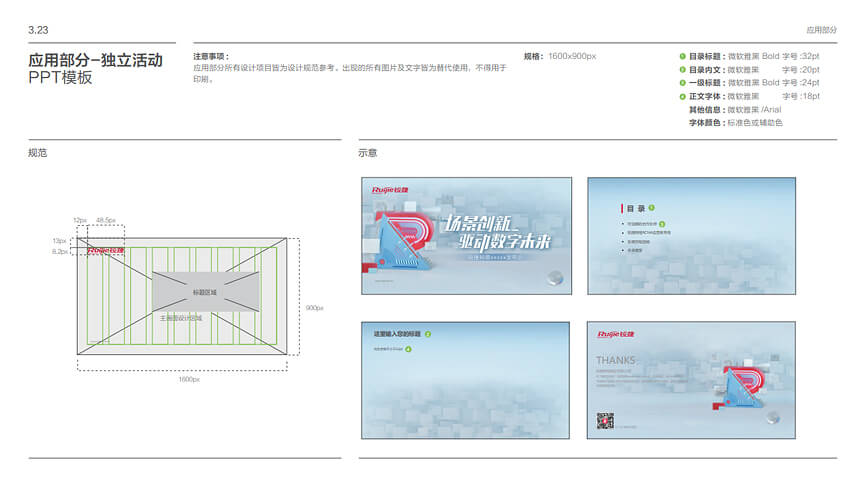 3.23
应用部分
应用部分-独立活动
PPT模板
注意事项：
应用部分所有设计项目皆为设计规范参考。出现的所有图片及文字皆为替代使用，不得用于
印刷。
规格：1600x900px
1 目录标题：微软雅黑 Bold 字号:32pt
2 目录内文：微软雅黑 字号:20pt
3 一级标题：微软雅黑 Bold 字号:24pt
4 正文字体：微软雅黑 字号:18pt
其他信息：微软雅黑 /Arial
字体颜色：标准色或辅助色
规范
示意
12px 48.5px
13px
8.2px
Ruijie锐捷
标题区域
主画面设计区域
900px
1600px
Ruijie锐捷
场景创新
驱动数字未来
目录 1
这里输入您的标题 2
4
Ruijie锐捷
THANKS